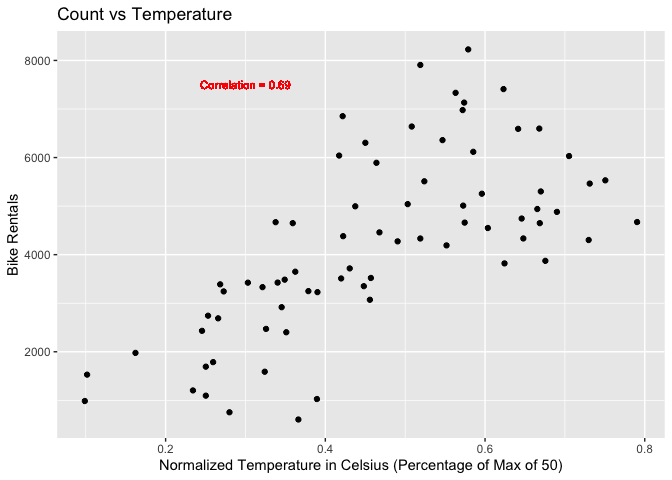 Count vs Temperature
Correlation = 0.69
8000
6000
4000
2000
Bike Rentals
0.2
0.4
0.6
0.8
Normalized Temperature in Celsius (Percentage of Max of 50)